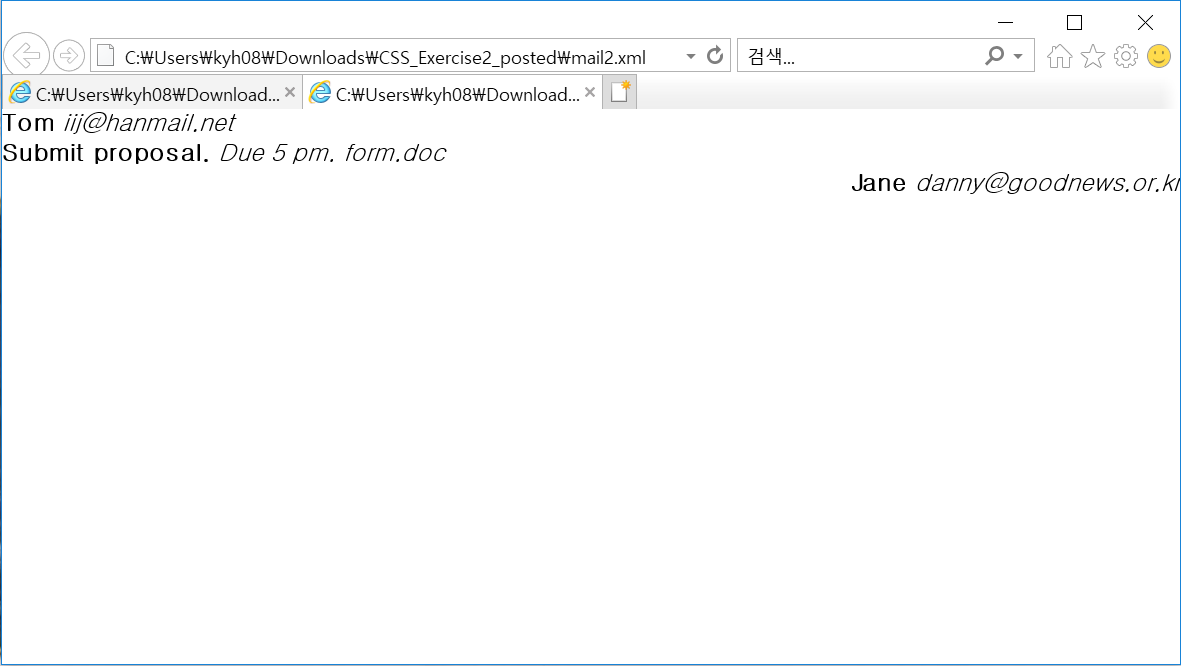 C:₩Users₩kyh08₩Downloads₩CSS_Exercise2_posted₩mail2.xml
검색...
C:₩Users₩kyh08₩Download...
C:₩Users₩kyh08₩Download...
Tom iij@hanmail.net
Submit proposal. Due 5 pm. form.doc
Jane danny@goodnews.or.kr